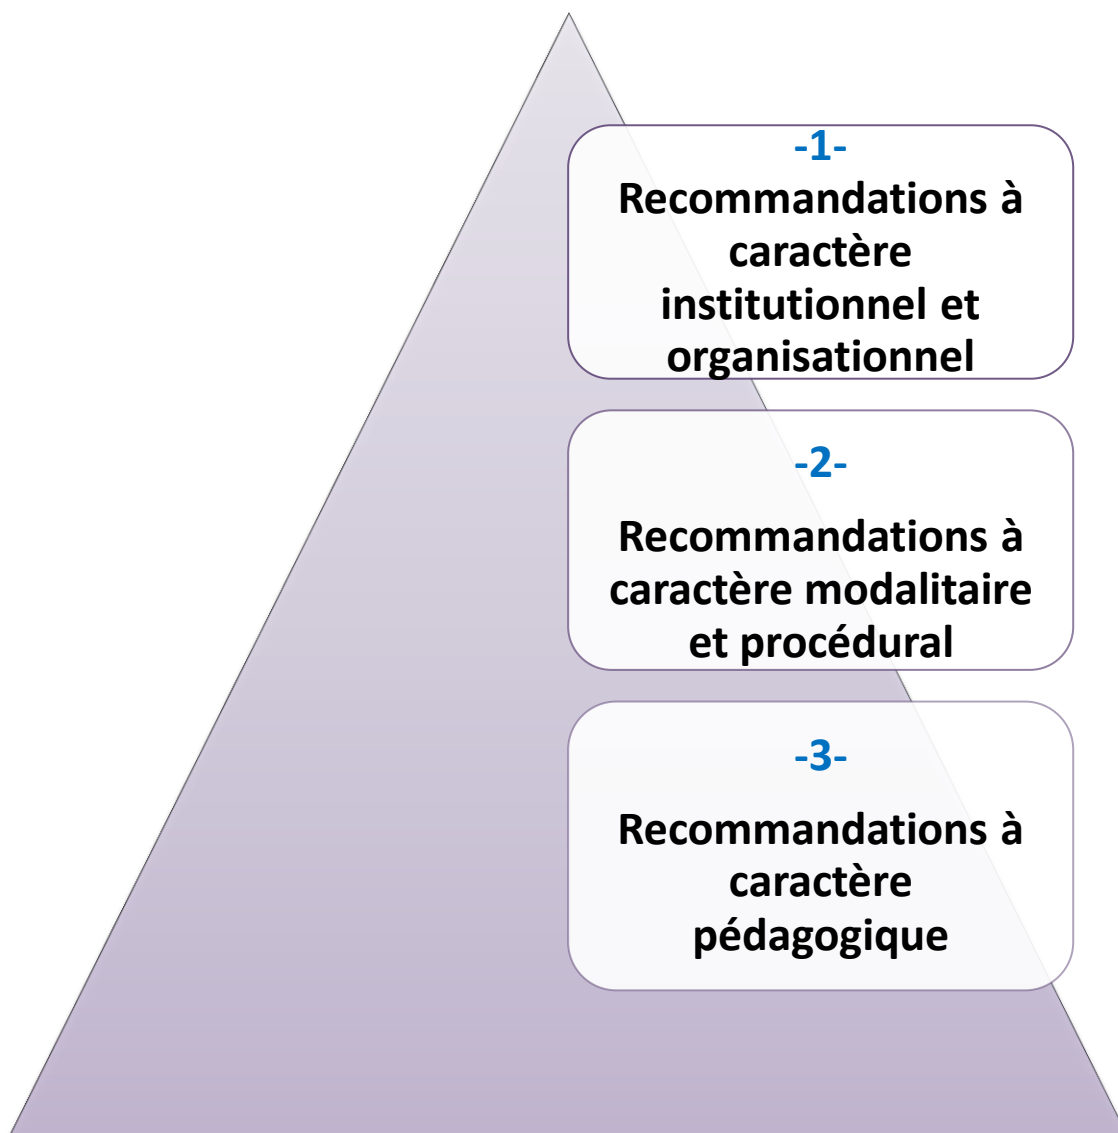 -1-
Recommandations à
caractère
institutionnel et
organisationnel
-2-
Recommandations à
caractère modalitaire
et procédural
-3-
Recommandations à
caractère
pédagogique